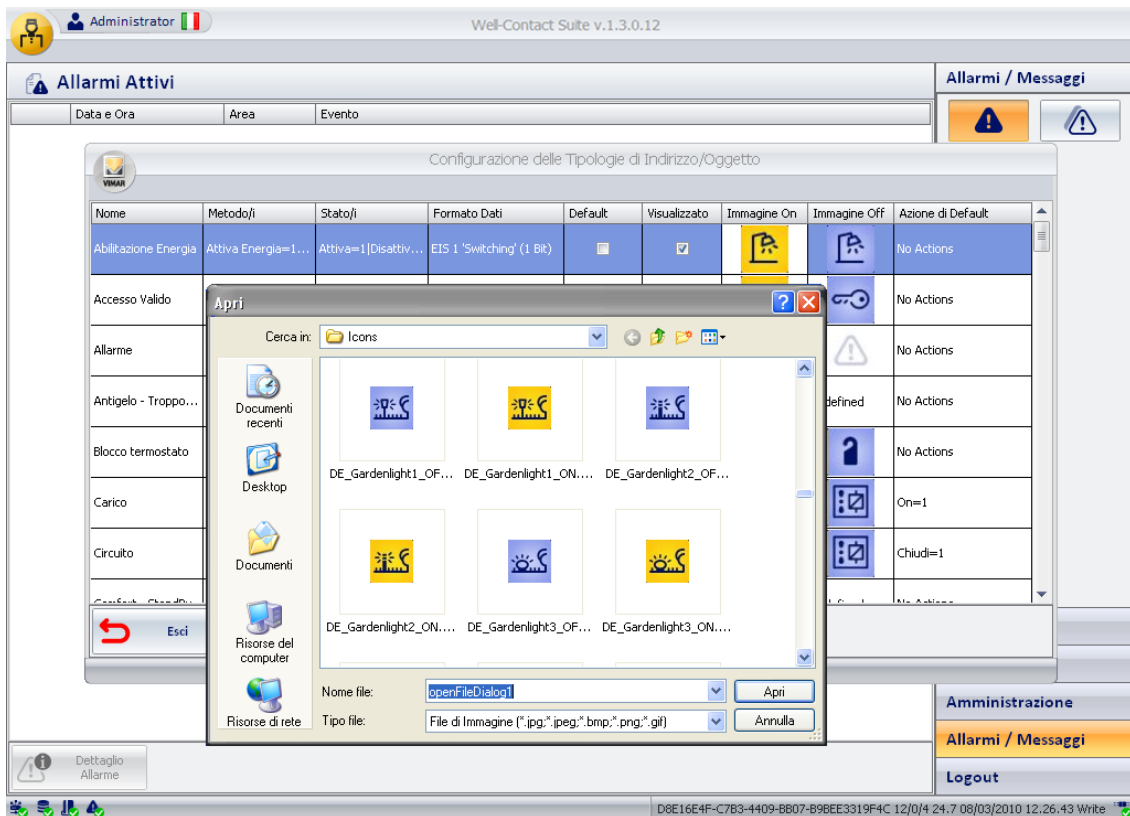 Administrator
Well-Contact Suite v.1.3.0.12
Allarmi Attivi
Allarmi / Messaggi
Data e Ora Area Evento
Configurazione delle Tipologie di Indirizzo/Oggetto
VIMAR
Nome Metodo/i Stato/i Formato Dati Default Visualizzato Immagine On Immagine Off Azione di Default
Abilitazione Energia Attiva Energia=1... Attiva=1|Disattiv... EIS 1 'Switching' (1 Bit) No Actions
Accesso Valido No Actions
Allarme No Actions
Antigelo - Troppo... defined No Actions
Blocco termostato No Actions
Carico On=1
Circuito Chiudi=1
Apri
Cerca in: Icons
Documenti recenti
Desktop
Documenti
Risorse del computer
Risorse di rete
DE_Gardenlight1_OF... DE_Gardenlight1_ON.... DE_Gardenlight2_OF...
DE_Gardenlight2_ON.... DE_Gardenlight3_OF... DE_Gardenlight3_ON....
Nome file: openFileDialog1 Apri
Tipo file: File di Immagine (*.jpg;*.jpeg;*.bmp;*.png;*.gif) Annulla
Esci
Amministrazione
Allarmi / Messaggi
Logout
Dettaglio
Allarme
D8E16E4F-C7B3-4409-BB07-B9BEE3319F4C 12/0/4 24.7 08/03/2010 12.26.43 Write